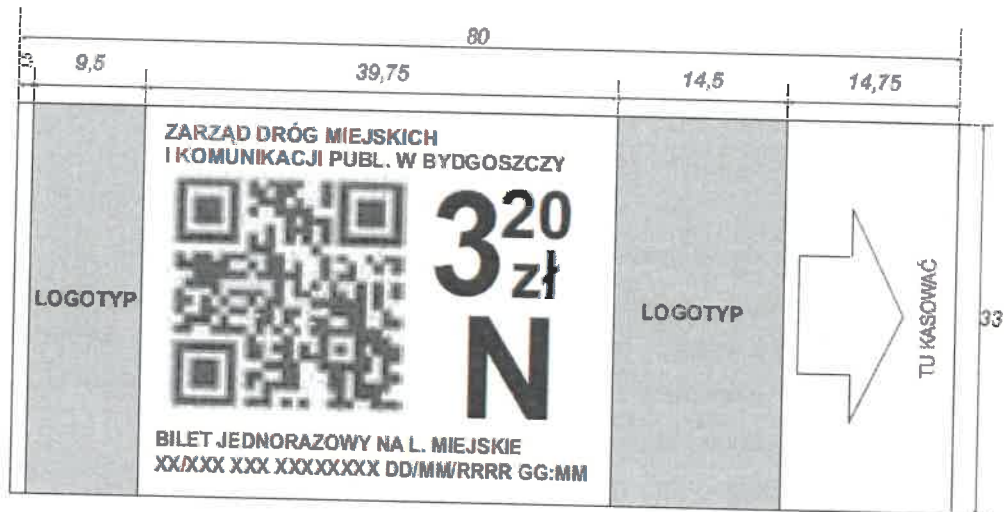 80
9,5 39,75 14,5 14,75
ZARZĄD DRÓG MIEJSKICH
I KOMUNIKACJI PUBL. W BYDGOSZCZY
3 20 zł
N
LOGOTYP
LOGOTYP
TU KASOWAĆ
33
BILET JEDNORAZOWY NA L. MIEJSKIE
XX/XXX XXX XXXXXXXX DD/MM/RRRR GG:MM